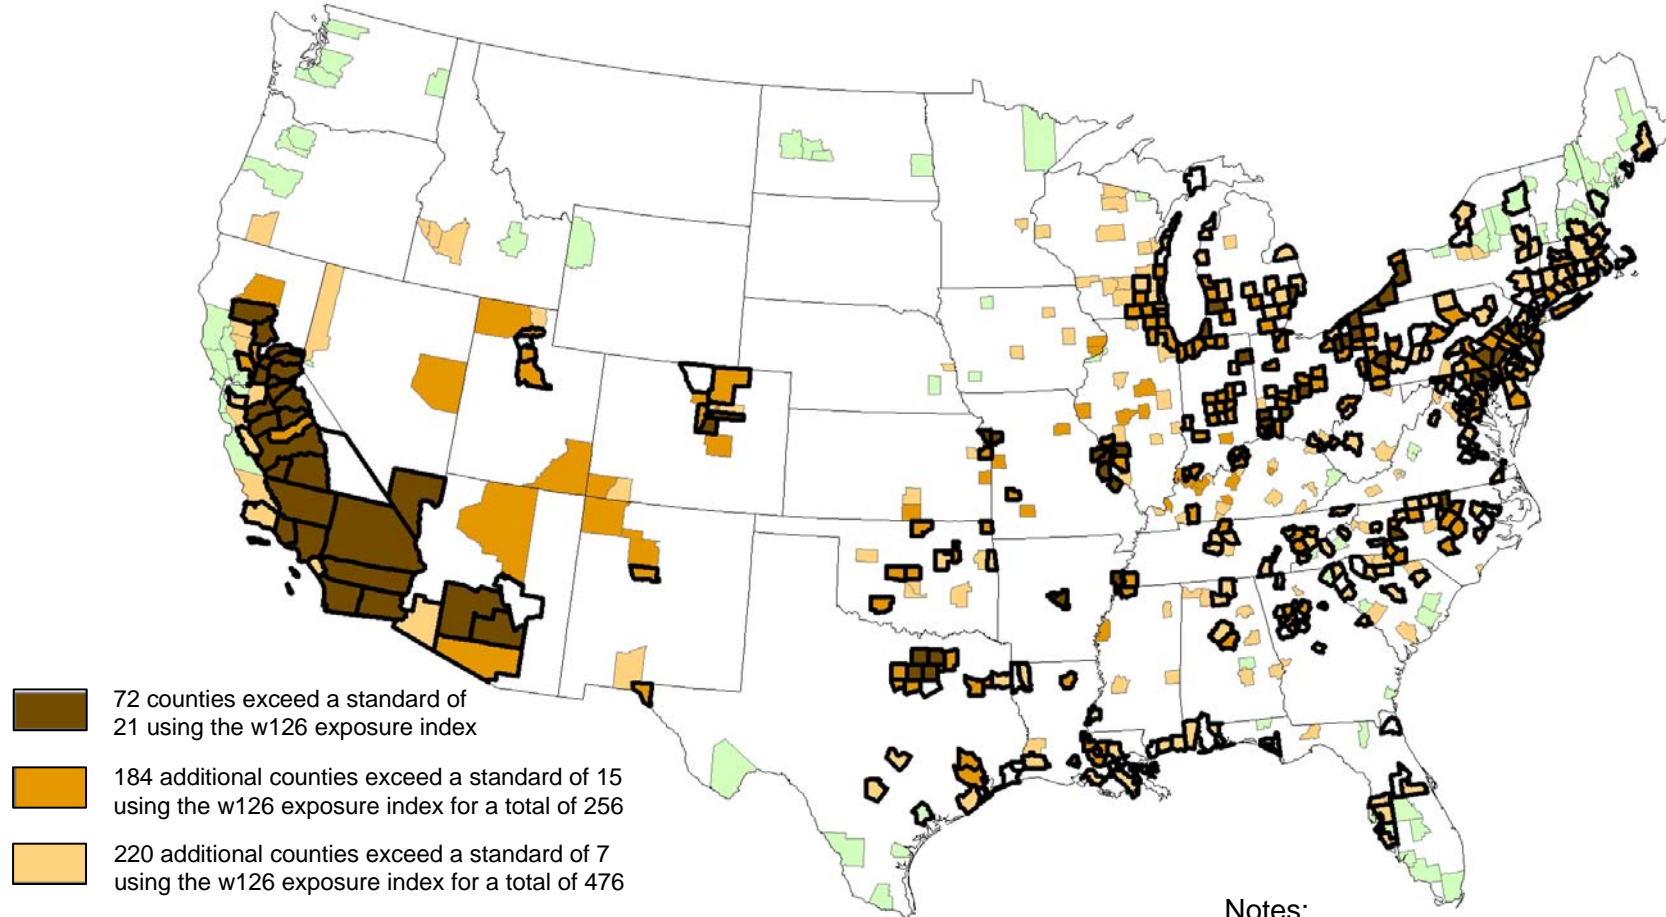 72 counties exceed a standard of
21 using the w126 exposure index
184 additional counties exceed a standard of 15
using the w126 exposure index for a total of 256
220 additional counties exceed a standard of 7
using the w126 exposure index for a total of 476
Notes: